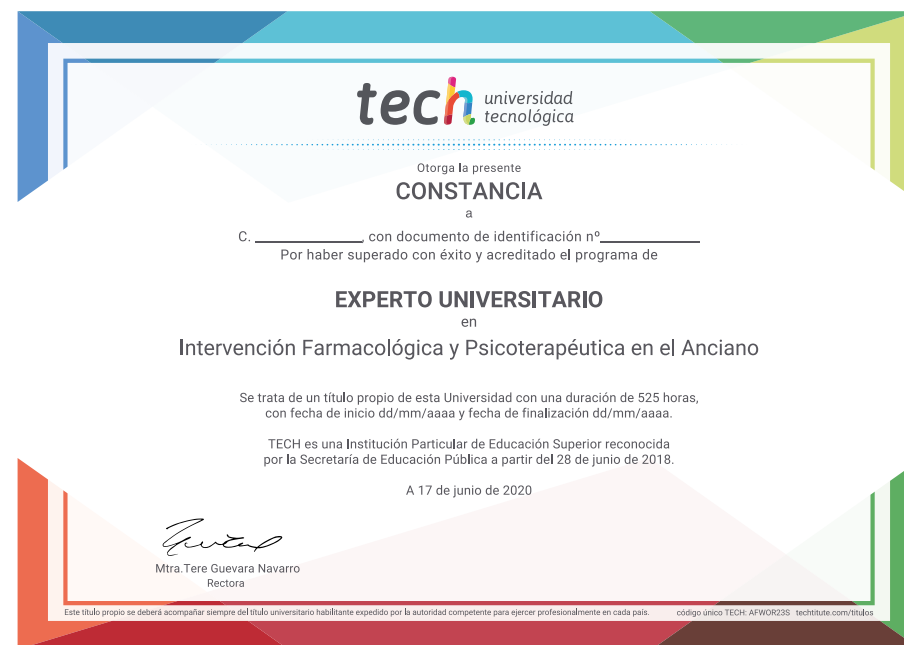 tech universidad
tecnológica
Otorga la presente
CONSTANCIA
a
C. ______________, con documento de identificación nº______________
Por haber superado con éxito y acreditado el programa de
EXPERTO UNIVERSITARIO
en
Intervención Farmacológica y Psicoterapéutica en el Anciano
Se trata de un título propio de esta Universidad con una duración de 525 horas,
con fecha de inicio dd/mm/aaaa y fecha de finalización dd/mm/aaaa.
TECH es una Institución Particular de Educación Superior reconocida
por la Secretaría de Educación Pública a partir del 28 de junio de 2018.
A 17 de junio de 2020
Mtra.Tere Guevara Navarro
Rectora
Este título propio se deberá acompañar siempre del título universitario habilitante expedido por la autoridad competente para ejercer profesionalmente en cada país. código único TECH: AFWOR23S techtitute.com/titulos